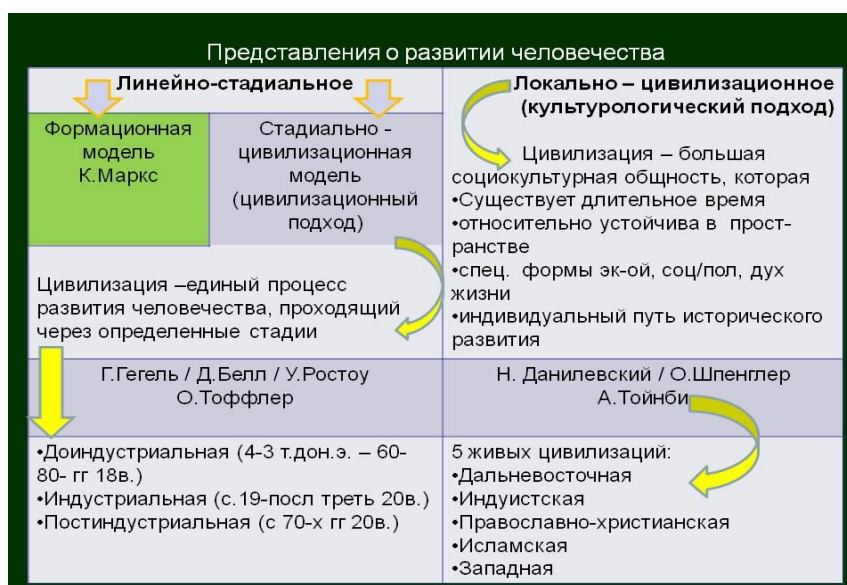 Представления о развитии человечества
Линейно-стадиальное
Формационная
модель
К.Маркс
Стадиально -
цивилизационная
модель
(цивилизационный
подход)
Цивилизация –единый процесс
развития человечества, проходящий
через определенные стадии
Г.Гегель / Д.Белл / У.Ростоу
О.Тоффлер
•Доиндустриальная (4-3 т.дон.э. – 60-
80- гг 18в.)
•Индустриальная (с.19-посл треть 20в.)
•Постиндустриальная (с 70-х гг 20в.)
Локально – цивилизационное
(культурологический подход)
Цивилизация – большая
социокультурная общность, которая
•Существует длительное время
•относительно устойчива в прост-
ранстве
•спец. формы эк-ой, соц/пол, дух
жизни
•индивидуальный путь исторического
развития
Н. Данилевский / О.Шпенглер
А.Тойнби
5 живых цивилизаций:
•Дальневосточная
•Индуистская
•Православно-христианская
•Исламская
•Западная